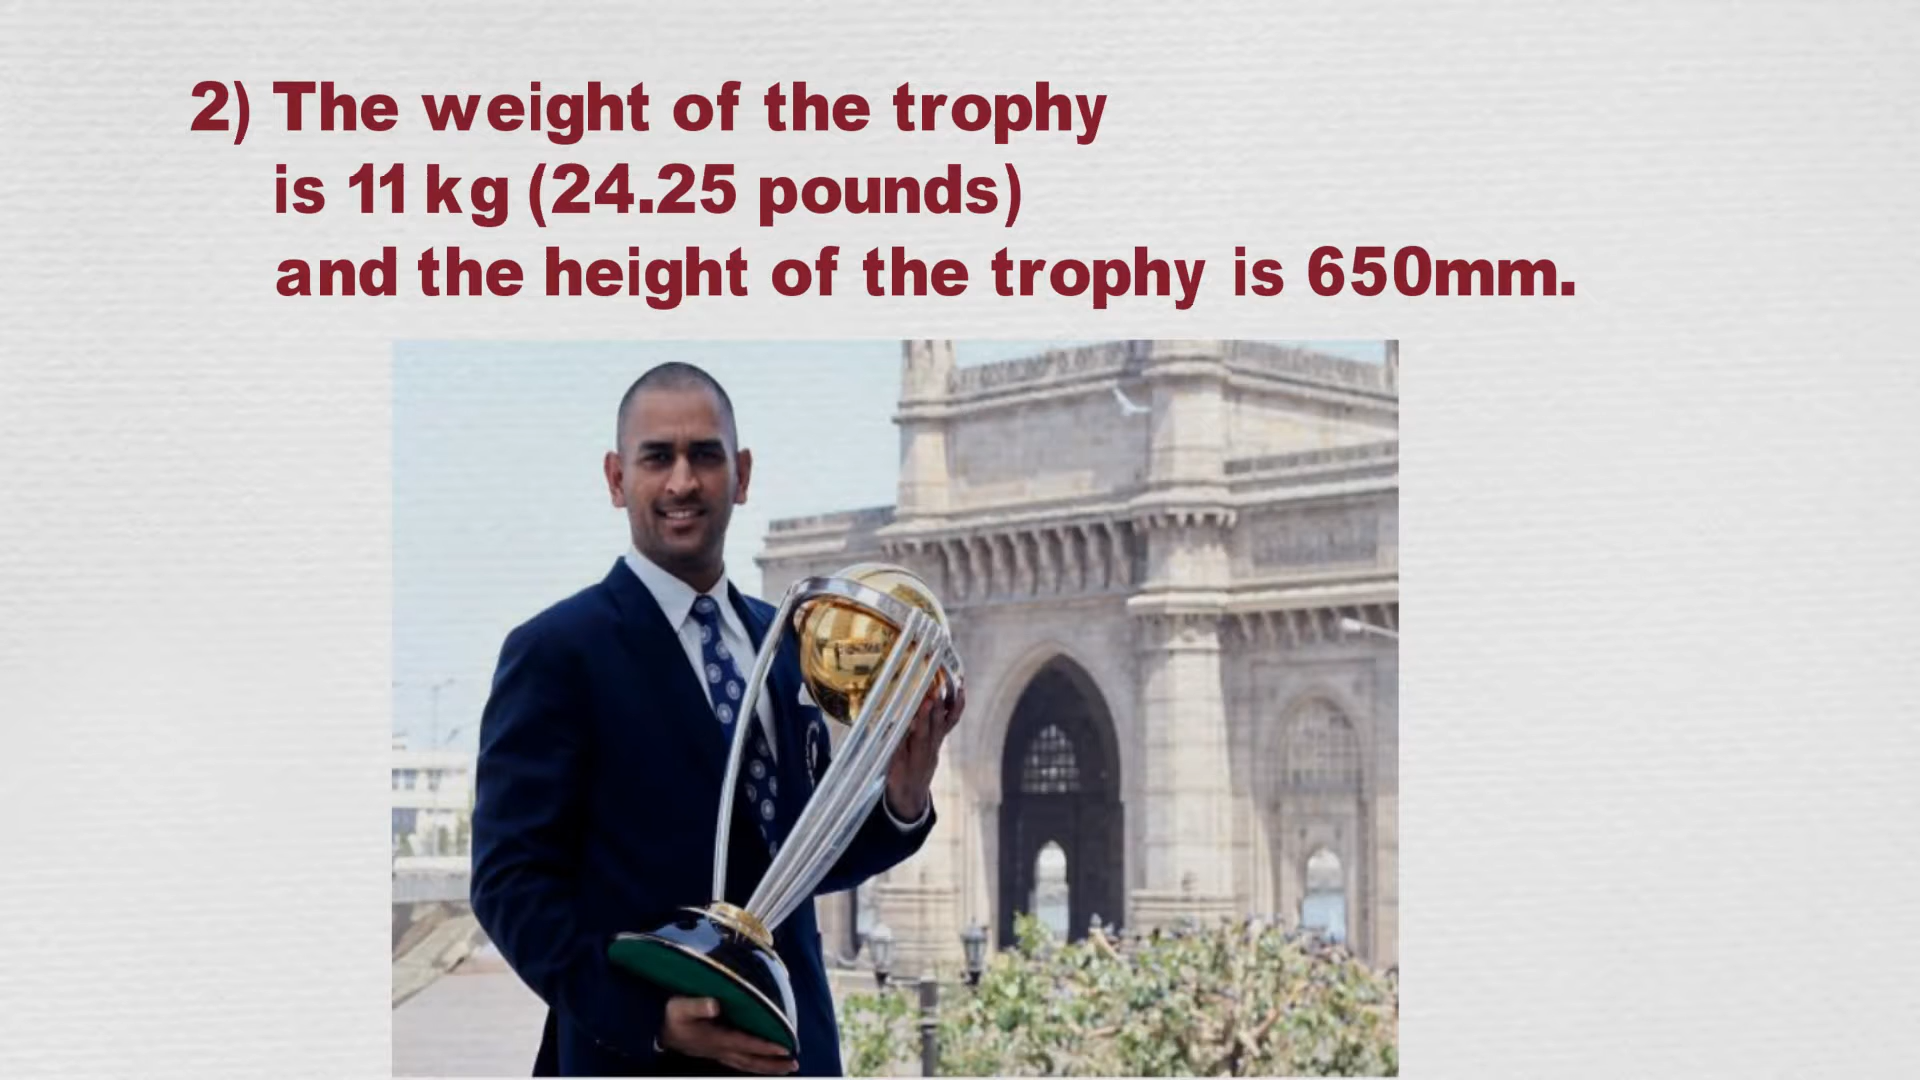 2) The weight of the trophy
is 11 kg (24.25 pounds)
and the height of the trophy is 650mm.